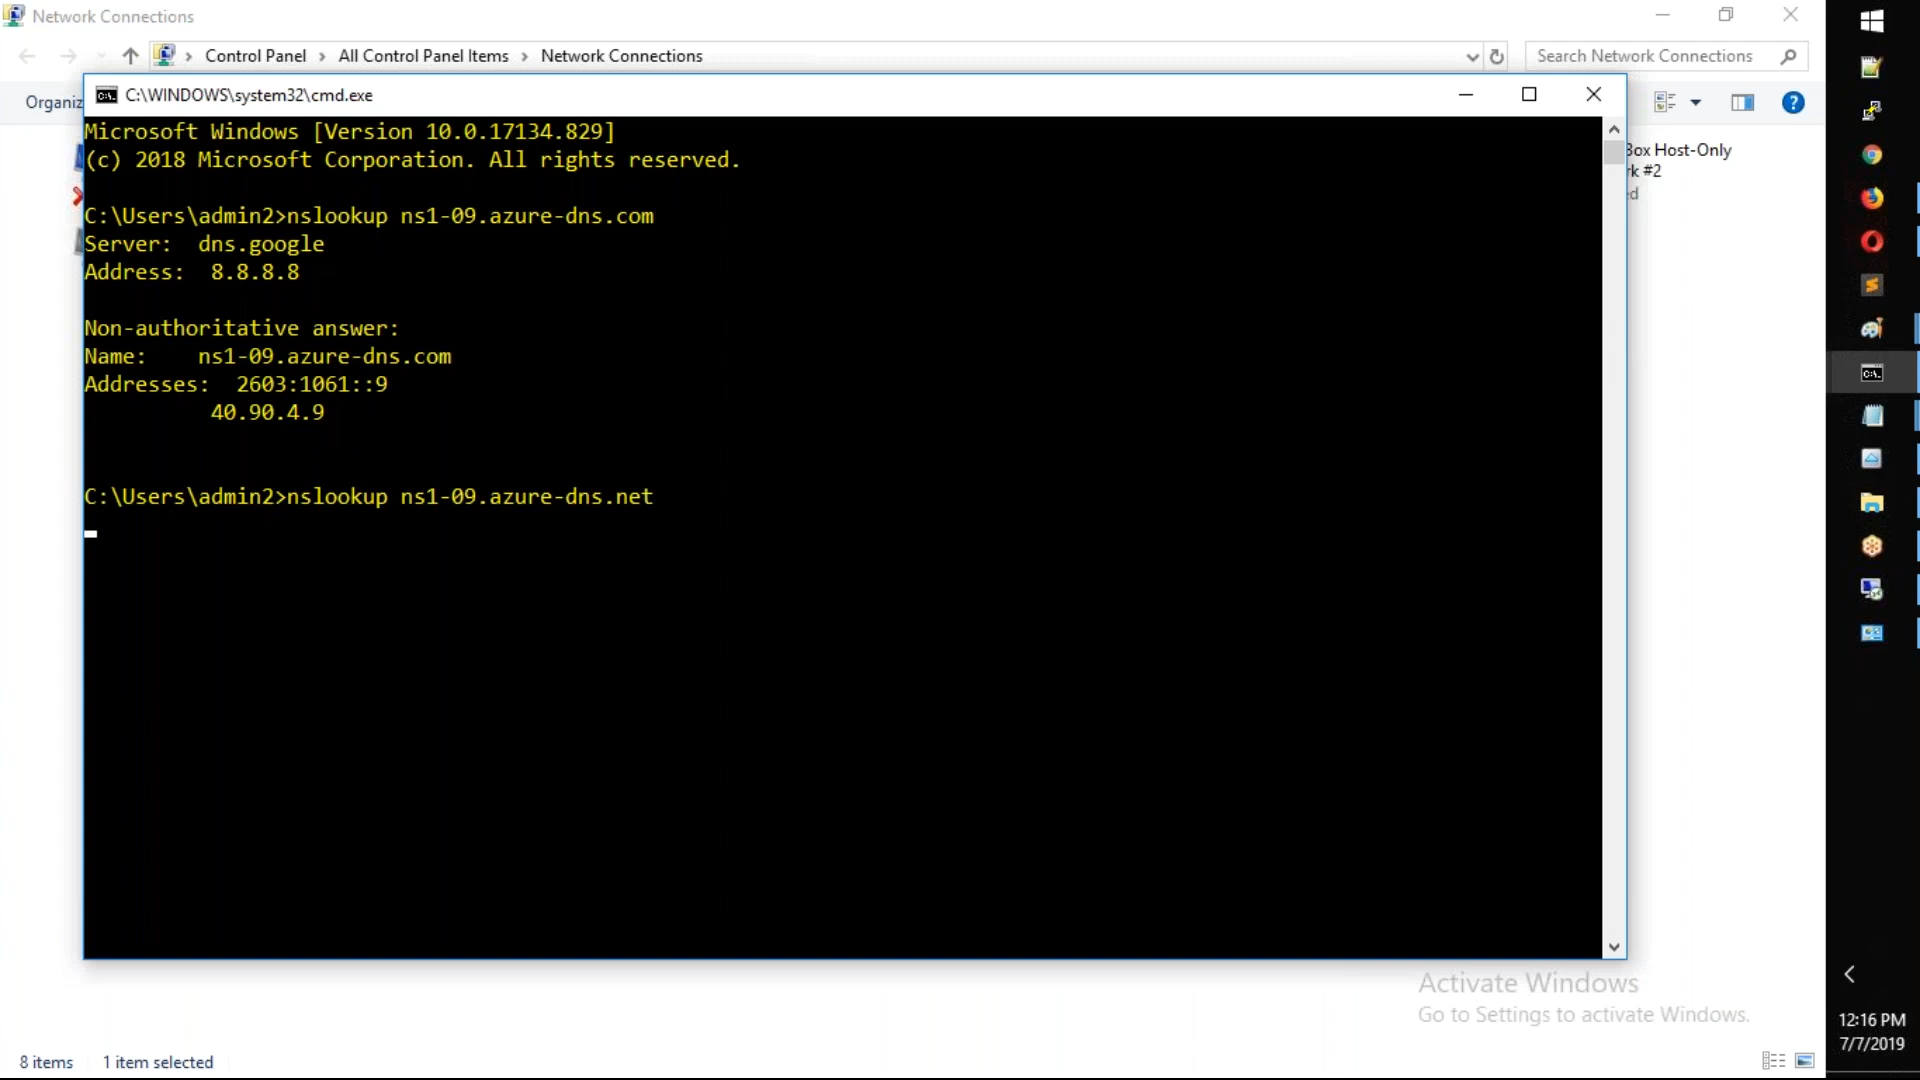 Network Connections
Control Panel › All Control Panel Items › Network Connections
Search Network Connections
Organiz
C:\WINDOWS\system32\cmd.exe
Box Host-Only
rk #2
ed
Microsoft Windows [Version 10.0.17134.829]
(c) 2018 Microsoft Corporation. All rights reserved.
C:\Users\admin2>nslookup ns1-09.azure-dns.com
Server:  dns.google
Address:  8.8.8.8
Non-authoritative answer:
Name:    ns1-09.azure-dns.com
Addresses:  2603:1061::9
40.90.4.9
C:\Users\admin2>nslookup ns1-09.azure-dns.net
Activate Windows
Go to Settings to activate Windows.
8 items
1 item selected
12:16 PM
7/7/2019